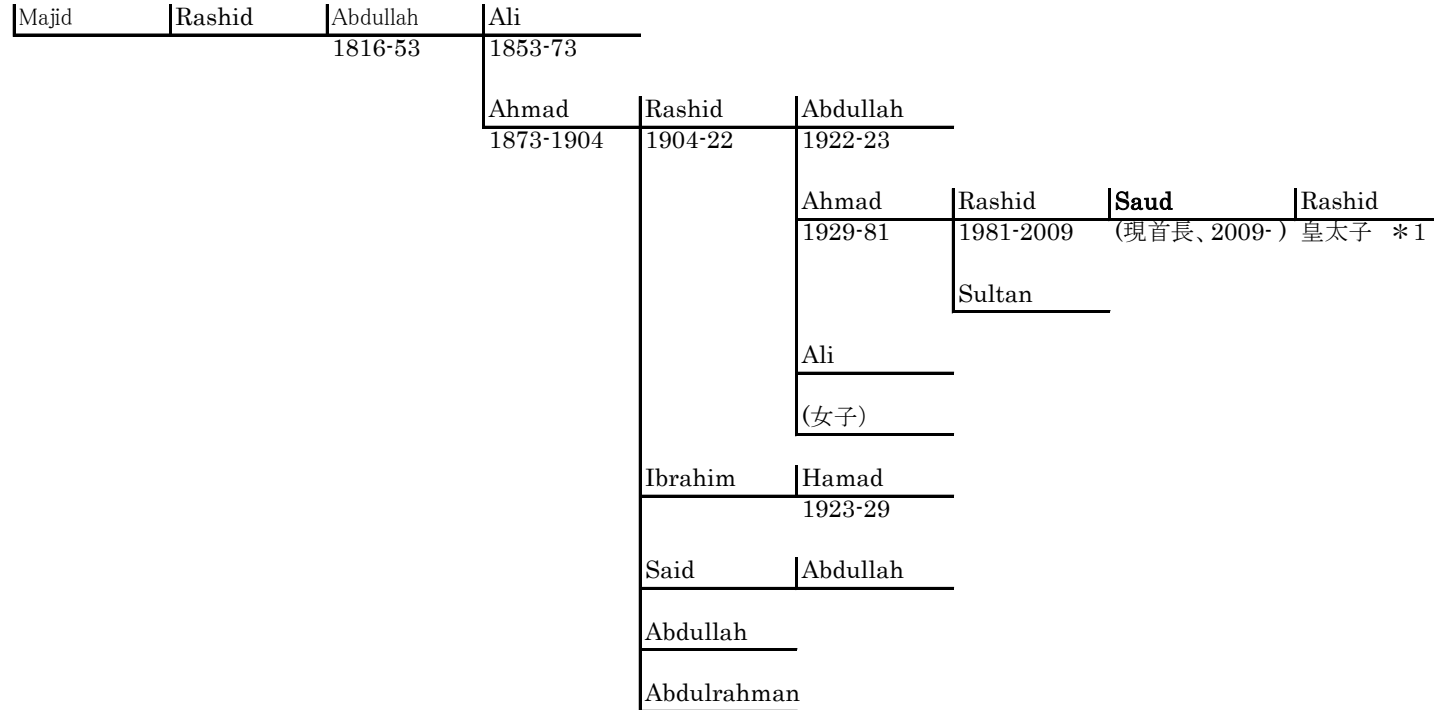 Majid Rashid Abdullah Ali
1816-53 1853-73
Ahmad Rashid Abdullah
1873-1904 1904-22 1922-23
Ahmad Rashid Saud Rashid
1929-81 1981-2009 (現首長、2009- ) 皇太子 *1
Sultan
Ali
(女子)
Ibrahim Hamad
1923-29
Said Abdullah
Abdullah
Abdulrahman